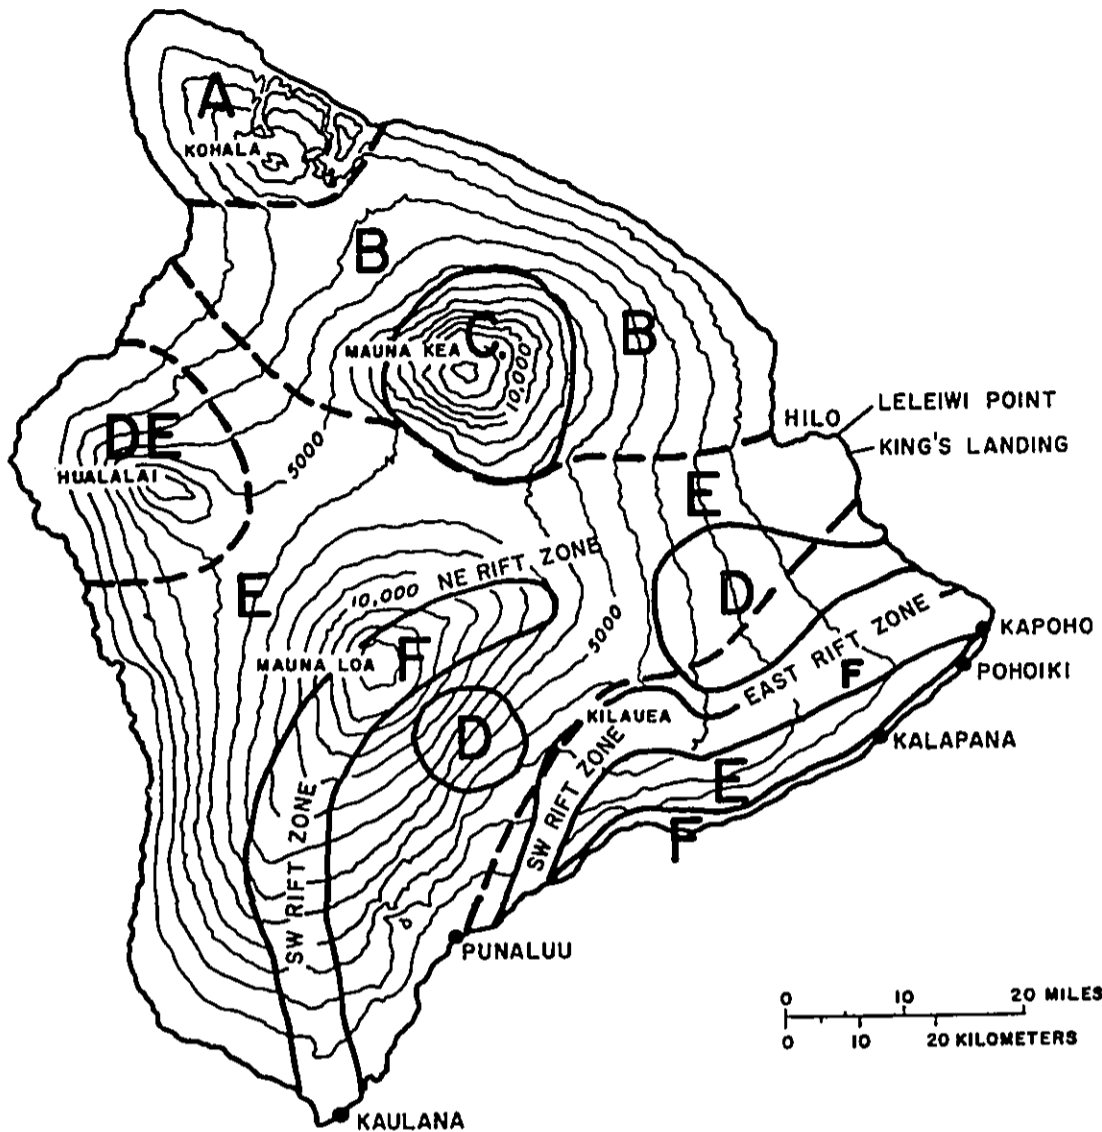 A
KOHALA
B
B
MAUNA KEA
C.
10,000
HILO
LELEIWI POINT
KING'S LANDING
DE
HUALALAI
5000
E
E
10,000
NE RIFT ZONE
D
5000
KAPOHO
POHOIKI
EAST RIFT ZONE
F
MAUNA LOA
F
D
KILAUEA
KALAPANA
SW RIFT ZONE
E
F
SW RIFT ZONE
PUNALUU
0 10 20 MILES
0 10 20 KILOMETERS
KAULANA